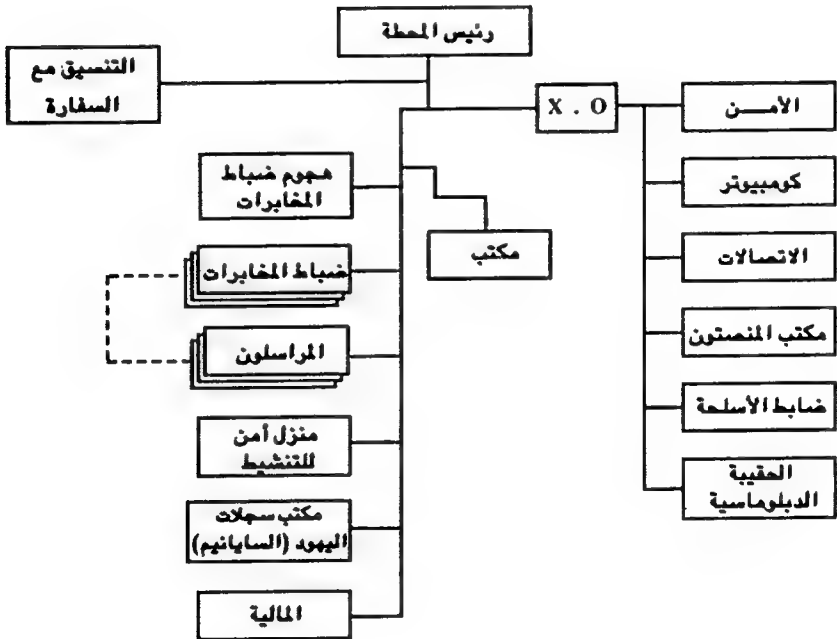 رئيس المحطة
التنسيق مع
السفارة
X . O
الأمــن
هجوم ضباط
المخابرات
كومبيوتر
مكتب
ضباط المخابرات
الاتصالات
المراسلون
مكتب المنصتون
منزل أمن
للتنشيط
ضابط الأسلحة
مكتب سجلات
اليهود (السايانيم)
الحقيبة
الدبلوماسية
المالية